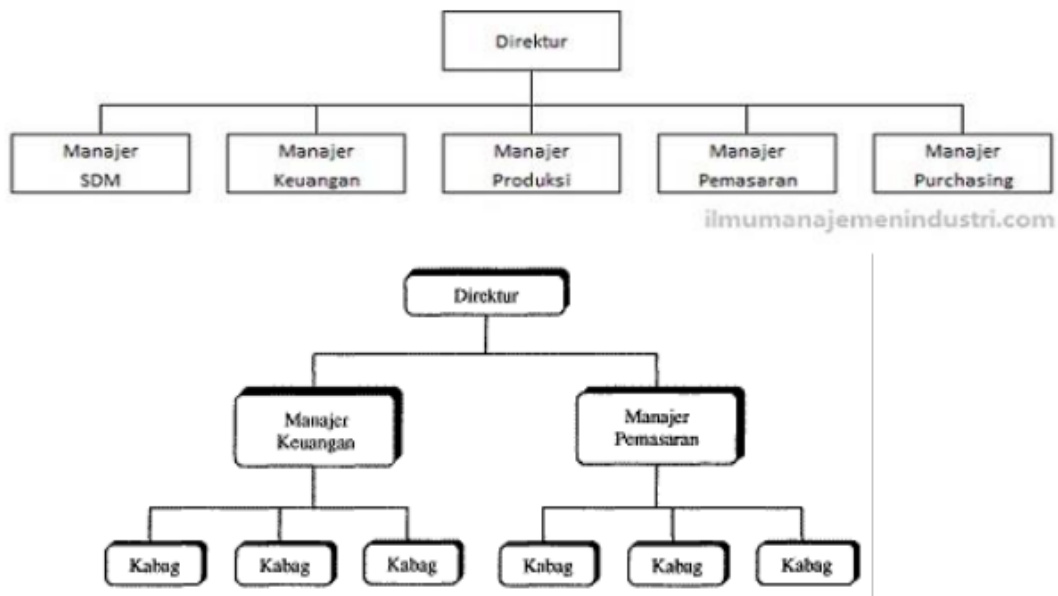 Direktur
Manajer
SDM
Manajer
Keuangan
Manajer
Produksi
Manajer
Pemasaran
Manajer
Purchasing
ilmumanajemenindustri.com
Direktur
Manajer
Keuangan
Manajer
Pemasaran
Kabag
Kabag
Kabag
Kabag
Kabag
Kabag